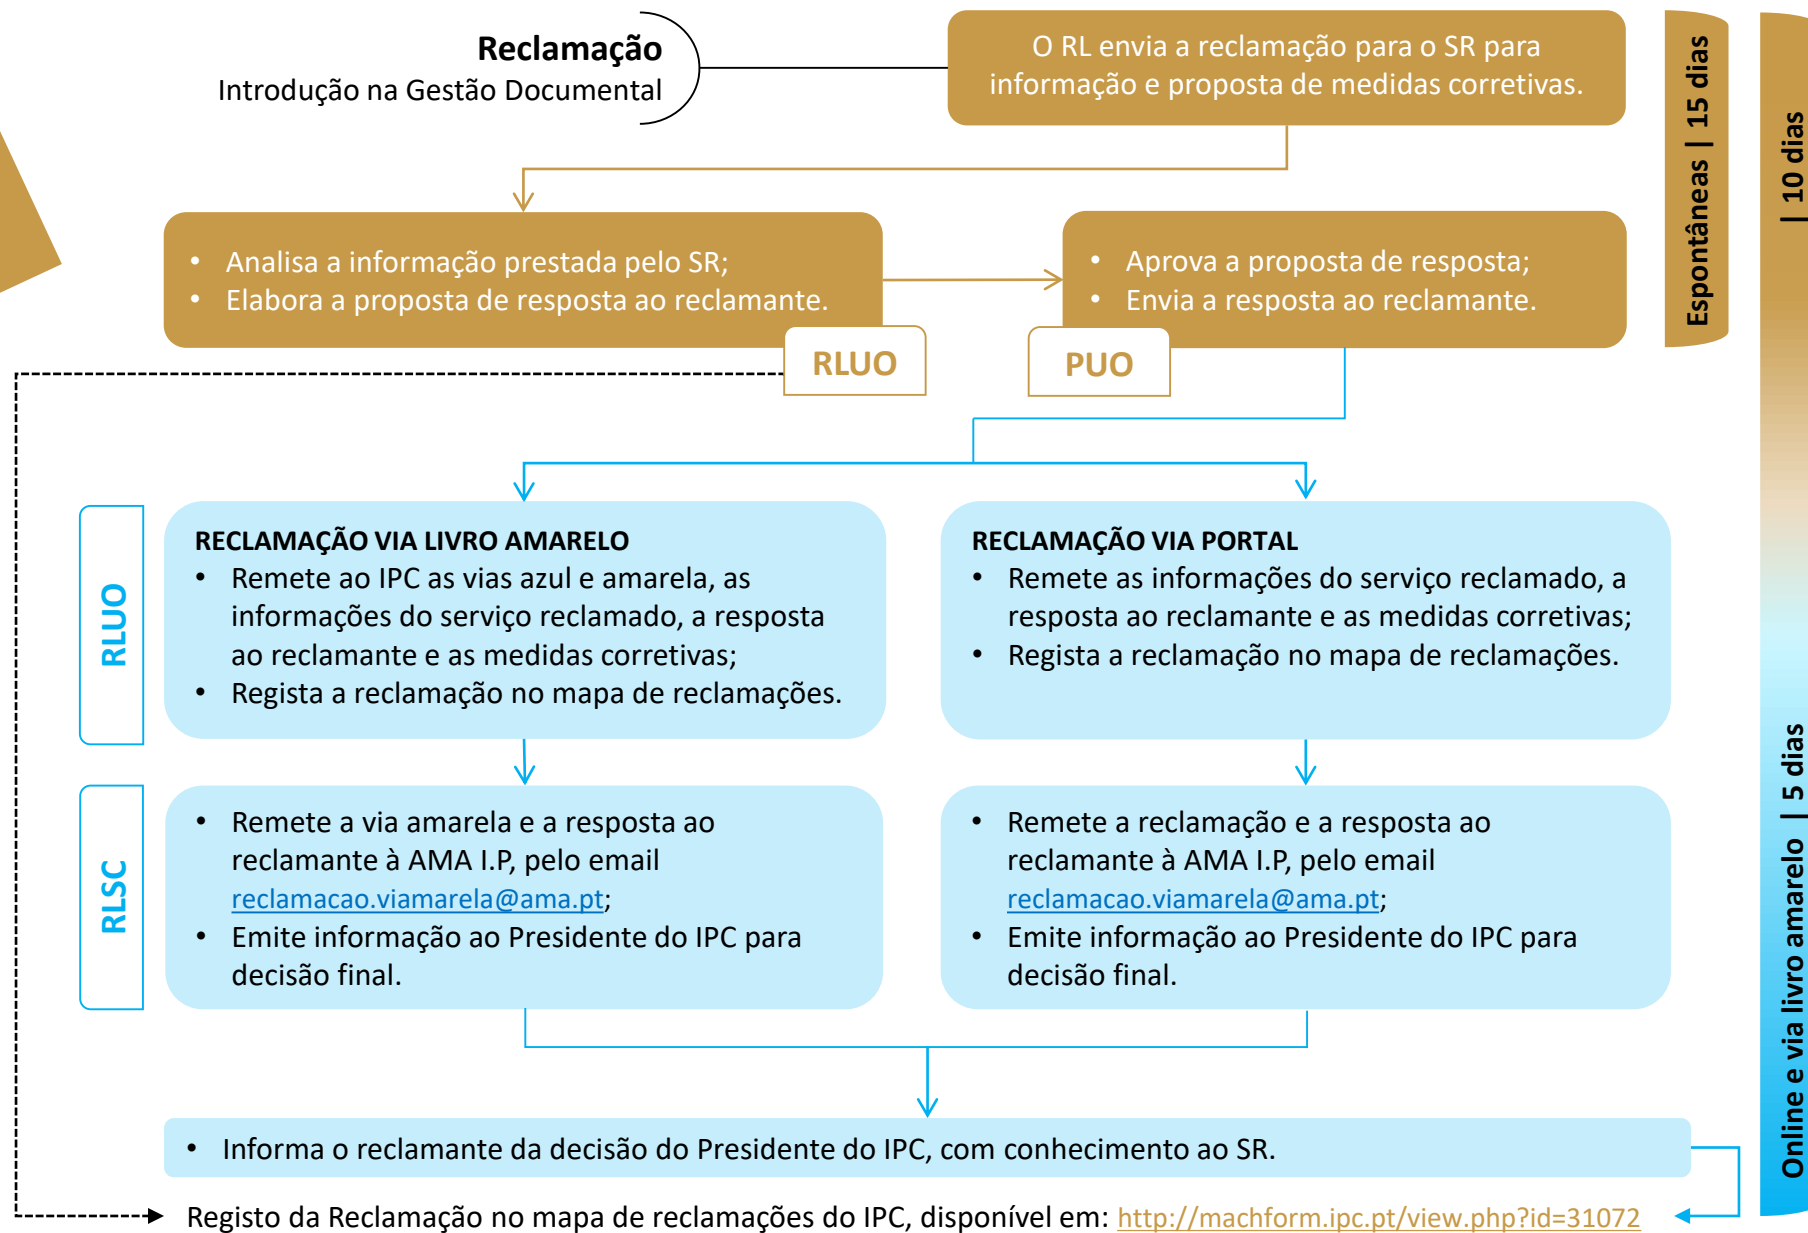 Reclamação
Introdução na Gestão Documental
O RL envia a reclamação para o SR para
informação e proposta de medidas corretivas.
Espontâneas | 15 dias
| 10 dias
• Analisa a informação prestada pelo SR;
• Elabora a proposta de resposta ao reclamante.
RLUO
• Aprova a proposta de resposta;
• Envia a resposta ao reclamante.
PUO
RLUO
RECLAMAÇÃO VIA LIVRO AMARELO
• Remete ao IPC as vias azul e amarela, as
informações do serviço reclamado, a resposta
ao reclamante e as medidas corretivas;
• Regista a reclamação no mapa de reclamações.
RECLAMAÇÃO VIA PORTAL
• Remete as informações do serviço reclamado, a
resposta ao reclamante e as medidas corretivas;
• Regista a reclamação no mapa de reclamações.
RLSC
• Remete a via amarela e a resposta ao
reclamante à AMA I.P, pelo email
reclamacao.viamarela@ama.pt;
• Emite informação ao Presidente do IPC para
decisão final.
• Remete a reclamação e a resposta ao
reclamante à AMA I.P, pelo email
reclamacao.viamarela@ama.pt;
• Emite informação ao Presidente do IPC para
decisão final.
Online e via livro amarelo | 5 dias
• Informa o reclamante da decisão do Presidente do IPC, com conhecimento ao SR.
Registo da Reclamação no mapa de reclamações do IPC, disponível em: http://machform.ipc.pt/view.php?id=31072